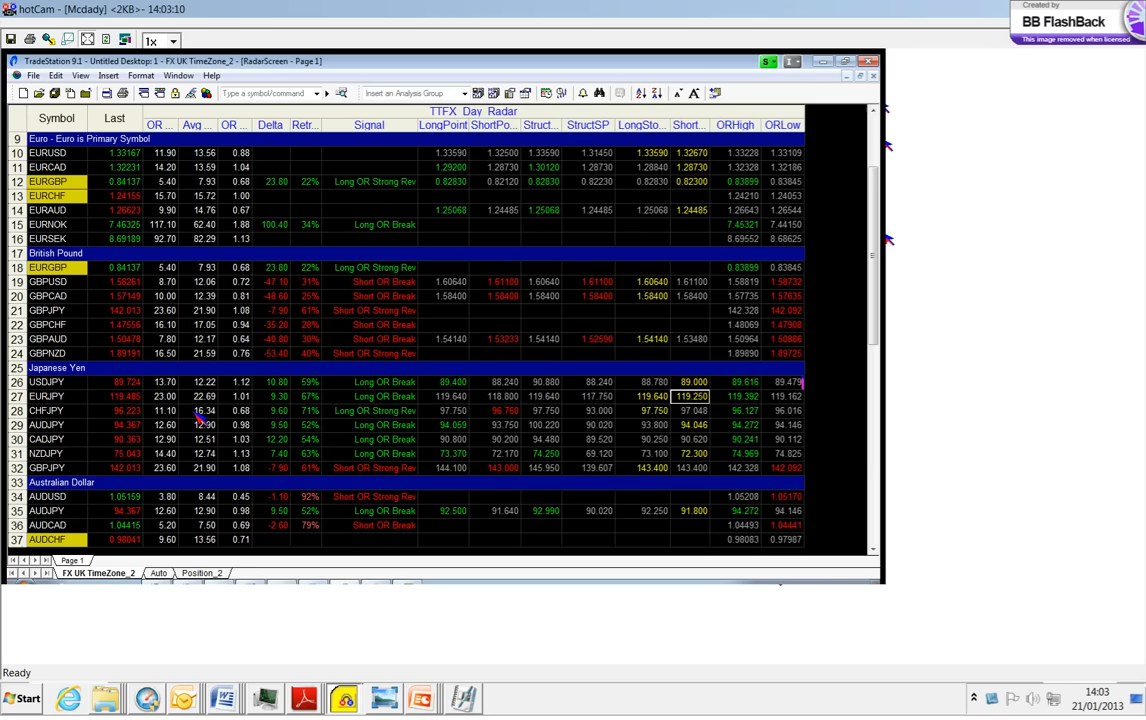 hotCam - [Mcdady] <2KB>- 14:03:10
Created by
BB FlashBack
This image removed when licensed
1x
TradeStation 9.1 - Untitled Desktop: 1 - FX UK TimeZone_2 - [RadarScreen - Page1]
S
I
File Edit View Insert Format Window Help
Type a symbol/command
Insert an Analysis Group
TTFX Day Radar
Symbol Last OR ... Avg ... OR ... Delta Retr... Signal LongPoint ShortPo... Struct... StructSP LongSto... Short... ORHigh ORLow
9 Euro - Euro is Primary Symbol
10 EURUSD 1.33167 11.90 13.56 0.88 1.33590 1.32500 1.33590 1.31450 1.33590 1.32670 1.33228 1.33109
11 EURCAD 1.32231 14.20 13.59 1.04 1.29200 1.28730 1.30120 1.28730 1.28840 1.28730 1.32328 1.32186
12 EURGBP 0.84137 5.40 7.93 0.68 23.80 22% Long OR Strong Rev 0.82830 0.82120 0.82830 0.82230 0.82830 0.82300 0.83899 0.83845
13 EURCHF 1.24155 15.70 15.72 1.00 1.24210 1.24053
14 EURAUD 1.26623 9.90 14.76 0.67 1.25068 1.24485 1.25068 1.24485 1.25068 1.24485 1.26643 1.26544
15 EURNOK 7.46325 117.10 62.40 1.88 100.40 34% Long OR Break 7.45321 7.44150
16 EURSEK 8.69189 92.70 82.29 1.13 8.69552 8.68625
17 British Pound
18 EURGBP 0.84137 5.40 7.93 0.68 23.80 22% Long OR Strong Rev 0.83899 0.83845
19 GBPUSD 1.58261 8.70 12.06 0.72 -47.10 31% Short OR Break 1.60640 1.61100 1.60640 1.61100 1.60640 1.61100 1.58819 1.58732
20 GBPCAD 1.57149 10.00 12.39 0.81 -48.60 25% Short OR Break 1.58400 1.58400 1.58400 1.58400 1.58400 1.58400 1.57735 1.57635
21 GBPJPY 142.013 23.60 21.90 1.08 -7.90 61% Short OR Strong Rev 142.328 142.092
22 GBPCHF 1.47556 16.10 17.05 0.94 -35.20 28% Short OR Break 1.48069 1.47908
23 GBPAUD 1.50478 7.80 12.17 0.64 -40.80 30% Short OR Break 1.54140 1.53233 1.54140 1.52590 1.54140 1.53480 1.50964 1.50886
24 GBPNZD 1.89191 16.50 21.59 0.76 -53.40 40% Short OR Strong Rev 1.89890 1.89725
25 Japanese Yen
26 USDJPY 89.724 13.70 12.22 1.12 10.80 59% Long OR Break 89.400 88.240 90.880 88.240 88.780 89.000 89.616 89.479
27 EURJPY 119.485 23.00 22.69 1.01 9.30 67% Long OR Break 119.640 118.800 119.640 117.750 119.640 119.250 119.392 119.162
28 CHFJPY 96.223 11.10 16.34 0.68 9.60 71% Long OR Strong Rev 97.750 96.760 97.750 93.000 97.750 97.048 96.127 96.016
29 AUDJPY 94.367 12.60 12.90 0.98 9.50 52% Long OR Break 94.059 93.750 100.220 90.020 93.800 94.046 94.272 94.146
30 CADJPY 90.363 12.90 12.51 1.03 12.20 54% Long OR Break 90.800 90.200 94.480 89.520 90.250 90.620 90.241 90.112
31 NZDJPY 75.043 14.40 12.74 1.13 7.40 63% Long OR Break 73.370 72.170 74.250 69.120 73.100 72.300 74.969 74.825
32 GBPJPY 142.013 23.60 21.90 1.08 -7.90 61% Short OR Strong Rev 144.100 143.000 145.950 139.607 143.400 143.400 142.328 142.092
33 Australian Dollar
34 AUDUSD 1.05159 3.80 8.44 0.45 -1.10 92% Short OR Strong Rev 1.05208 1.05170
35 AUDJPY 94.367 12.60 12.90 0.98 9.50 52% Long OR Break 92.500 91.640 92.990 90.020 92.250 91.800 94.272 94.146
36 AUDCAD 1.04415 5.20 7.50 0.69 -2.60 79% Short OR Break 1.04493 1.04441
37 AUDCHF 0.98041 9.60 13.56 0.71 0.98083 0.97987
Page 1
FX UK TimeZone_2 Auto Position_2
Ready
Start
14:03
21/01/2013